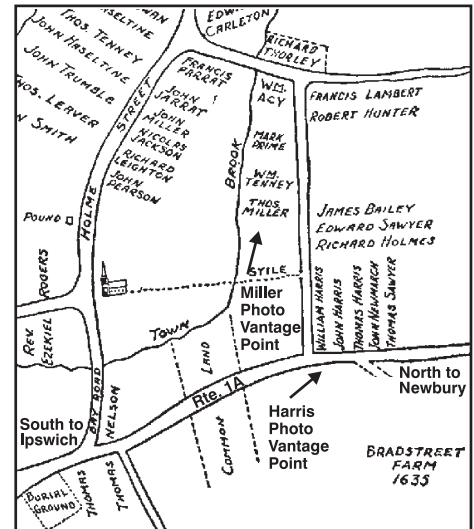 WAN
HASELTINE
THOS. TENNEY
JOHN HASELTINE
JOHN TRUMBLE
THOS. LEAVER
N SMITH
EDW
CARLETON
RICHARD
THORLEY
FRANCIS
PARRAT
JOHN
JARRAT
JOHN
MILLER
NICOLAS
JACKSON
RICHARD
LEIGHTON
JOHN
PEARSON
HOLME STREET
BROOK
WM.
ACY
MARK
PRIME
WM.
TENNEY
THOS.
MILLER
FRANCIS LAMBERT
ROBERT HUNTER
JAMES BAILEY
EDWARD SAWYER
RICHARD HOLMES
POUND
STILE
Miller
Photo
Vantage
Point
WILLIAM HARRIS
JOHN HARRIS
THOMAS HARRIS
JOHN NEWMARCH
THOMAS SAWYER
REV.
EZEKIEL
ROGERS
TOWN
LAND
COMMON
Rte. 1A
BAY ROAD
NELSON
THOMAS
THOMAS
South to
Ipswich
Harris
Photo
Vantage
Point
North to
Newbury
BRADSTREET
FARM
1635
BURIAL
GROUND